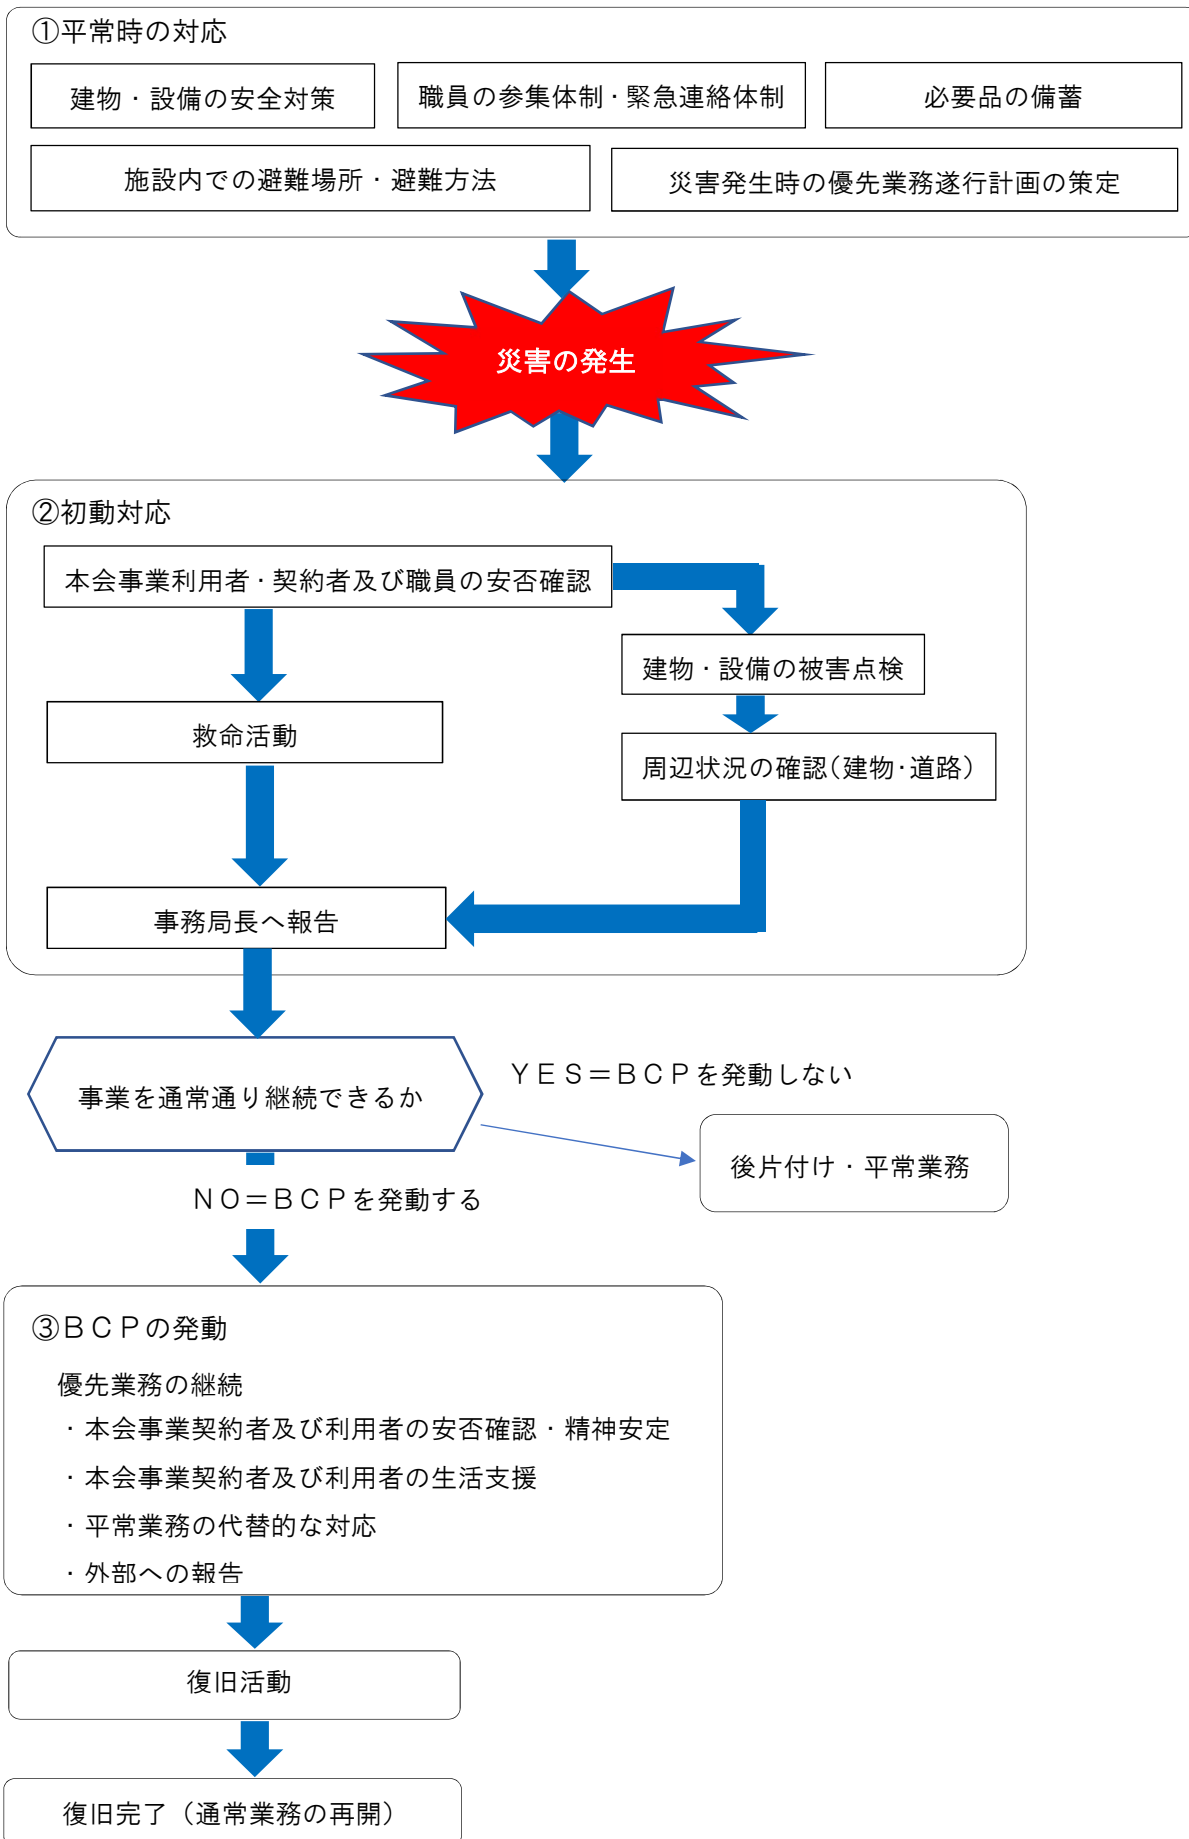 ①平常時の対応
建物・設備の安全対策
職員の参集体制・緊急連絡体制
必要品の備蓄
施設内での避難場所・避難方法
災害発生時の優先業務遂行計画の策定
災害の発生
②初動対応
本会事業利用者・契約者及び職員の安否確認
建物・設備の被害点検
救命活動
周辺状況の確認（建物・道路）
事務局長へ報告
事業を通常通り継続できるか
ＹＥＳ＝ＢＣＰを発動しない
後片付け・平常業務
ＮＯ＝ＢＣＰを発動する
③ＢＣＰの発動
優先業務の継続
・本会事業契約者及び利用者の安否確認・精神安定
・本会事業契約者及び利用者の生活支援
・平常業務の代替的な対応
・外部への報告
復旧活動
復旧完了（通常業務の再開）